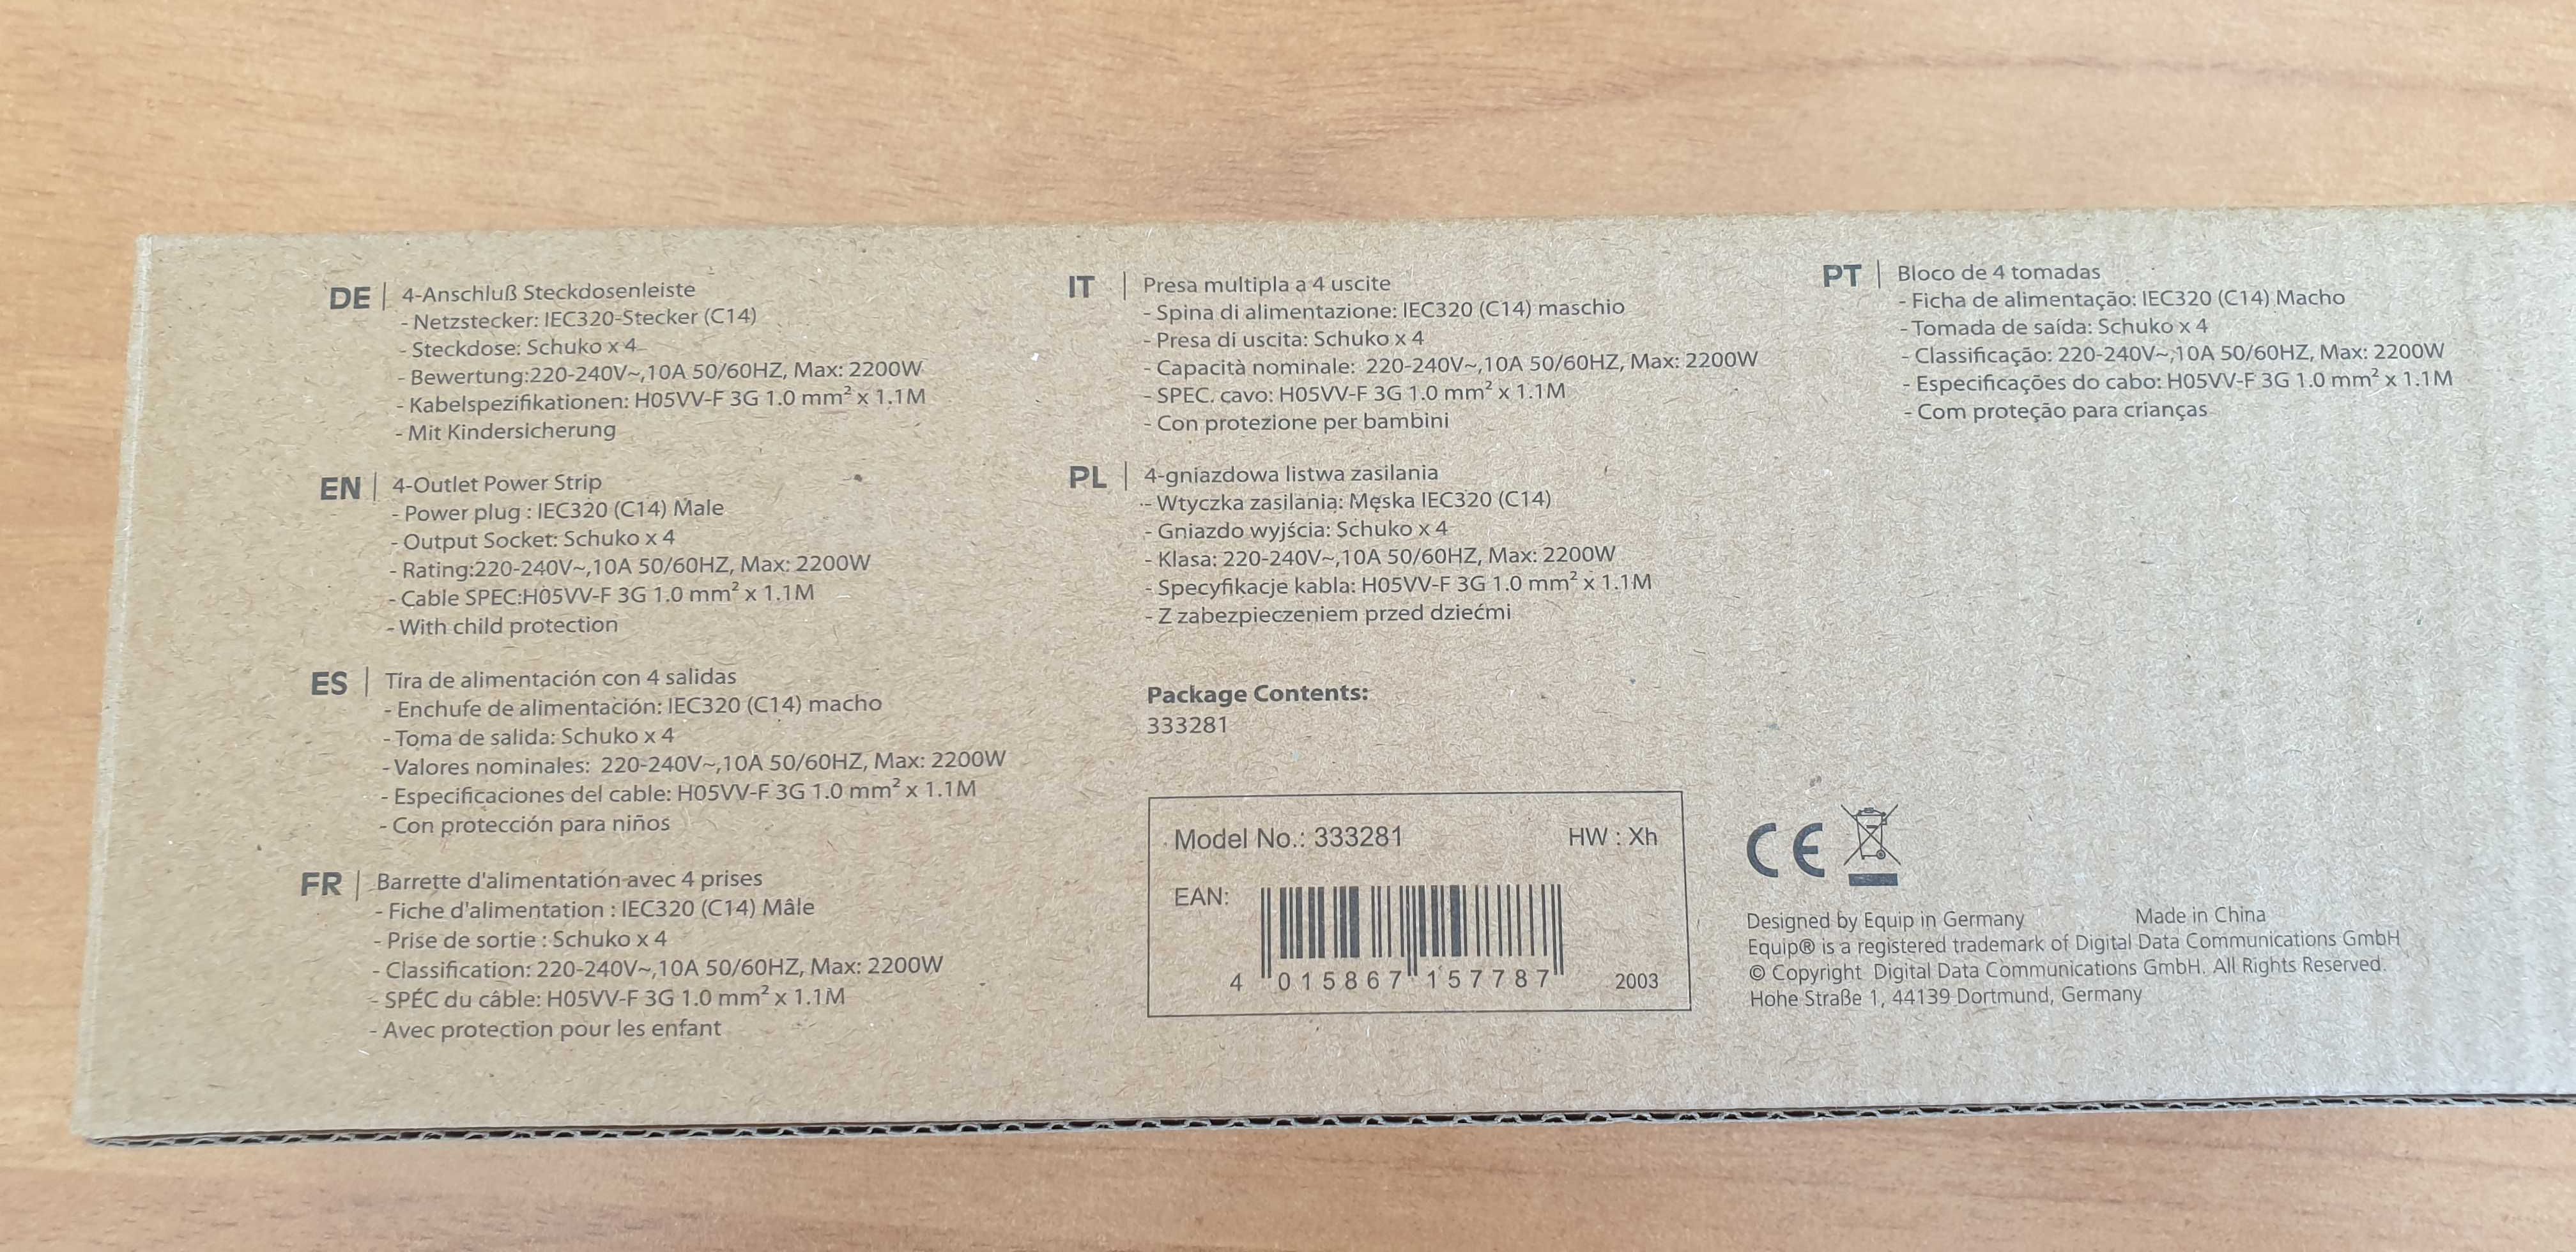 DE | 4-Anschluß Steckdosenleiste
- Netzstecker: IEC320-Stecker (C14)
- Steckdose: Schuko x 4
- Bewertung:220-240V~,10A 50/60HZ, Max: 2200W
- Kabelspezifikationen: H05VV-F 3G 1.0 mm² x 1.1M
- Mit Kindersicherung
EN | 4-Outlet Power Strip
- Power plug : IEC320 (C14) Male
- Output Socket: Schuko x 4
- Rating:220-240V~,10A 50/60HZ, Max: 2200W
- Cable SPEC:H05VV-F 3G 1.0 mm² x 1.1M
- With child protection
ES | Tira de alimentación con 4 salidas
- Enchufe de alimentación: IEC320 (C14) macho
- Toma de salida: Schuko x 4
- Valores nominales: 220-240V~,10A 50/60HZ, Max: 2200W
- Especificaciones del cable: H05VV-F 3G 1.0 mm² x 1.1M
- Con protección para niños
FR | Barrette d'alimentation avec 4 prises
- Fiche d'alimentation : IEC320 (C14) Mâle
- Prise de sortie : Schuko x 4
- Classification: 220-240V~,10A 50/60HZ, Max: 2200W
- SPÉC du câble: H05VV-F 3G 1.0 mm² x 1.1M
- Avec protection pour les enfant
IT | Presa multipla a 4 uscite
- Spina di alimentazione: IEC320 (C14) maschio
- Presa di uscita: Schuko x 4
- Capacità nominale: 220-240V~,10A 50/60HZ, Max: 2200W
- SPEC. cavo: H05VV-F 3G 1.0 mm² x 1.1M
- Con protezione per bambini
PL | 4-gniazdowa listwa zasilania
- Wtyczka zasilania: Męska IEC320 (C14)
- Gniazdo wyjścia: Schuko x 4
- Klasa: 220-240V~,10A 50/60HZ, Max: 2200W
- Specyfikacje kabla: H05VV-F 3G 1.0 mm² x 1.1M
- Z zabezpieczeniem przed dziećmi
Package Contents:
333281
Model No.: 333281 HW : Xh
EAN:
4 015867 157787 2003
PT | Bloco de 4 tomadas
- Ficha de alimentação: IEC320 (C14) Macho
- Tomada de saída: Schuko x 4
- Classificação: 220-240V~,10A 50/60HZ, Max: 2200W
- Especificações do cabo: H05VV-F 3G 1.0 mm² x 1.1M
- Com proteção para crianças
CE
Designed by Equip in Germany Made in China
Equip® is a registered trademark of Digital Data Communications GmbH
© Copyright Digital Data Communications GmbH. All Rights Reserved.
Hohe Straße 1, 44139 Dortmund, Germany